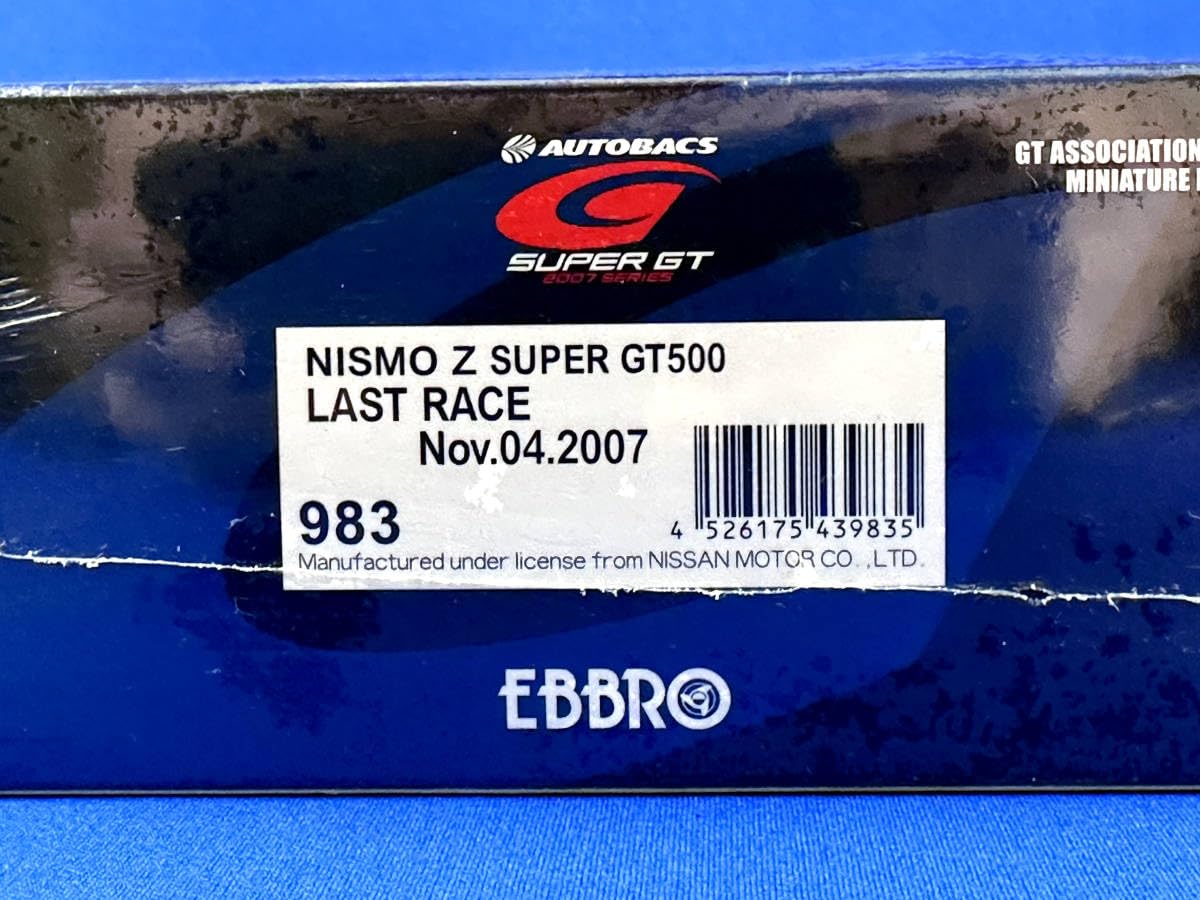 AUTOBACS
SUPER GT
2007 SERIES
GT ASSOCIATION
MINIATURE
NISMO Z SUPER GT500
LAST RACE
Nov.04.2007
983
4 526175 439835
Manufactured under license from NISSAN MOTOR CO.,LTD.
EBBRO